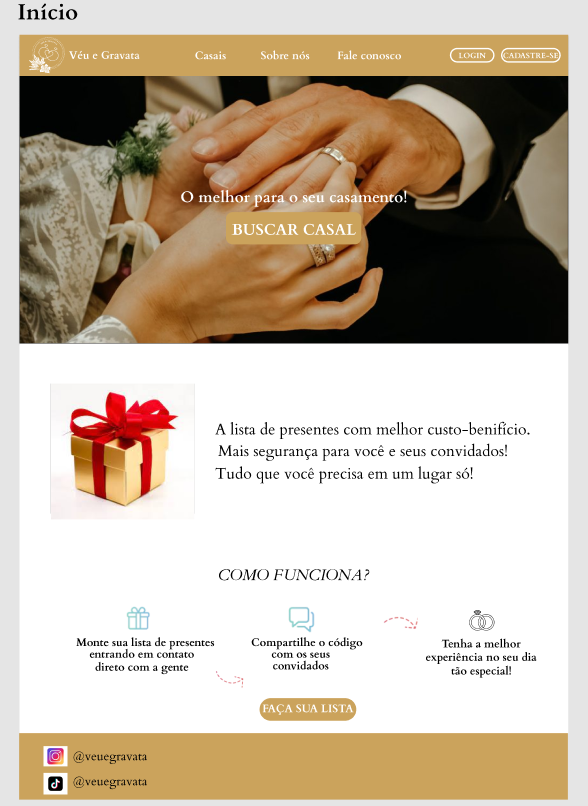 Início
Véu e Gravata
Casais
Sobre nós
Fale conosco
LOGIN
CADASTRE-SE
O melhor para o seu casamento!
BUSCAR CASAL
A lista de presentes com melhor custo-benifício.
Mais segurança para você e seus convidados!
Tudo que você precisa em um lugar só!
COMO FUNCIONA?
Monte sua lista de presentes
entrando em contato
direto com a gente
Compartilhe o código
com os seus
convidados
Tenha a melhor
experiência no seu dia
tão especial!
FAÇA SUA LISTA
@veuegravata
@veuegravata